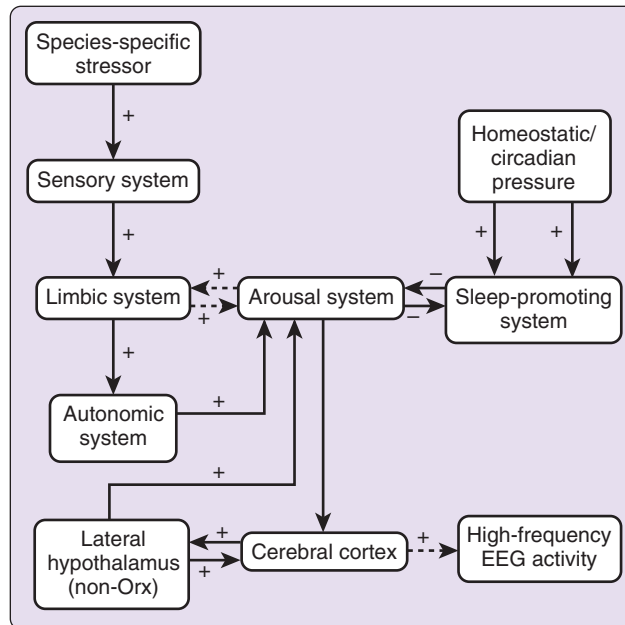 Species-specific
stressor
+
Homeostatic/
circadian
pressure
Sensory system
+
+
+
Limbic system
+
+
Arousal system
−
−
Sleep-promoting
system
+
Autonomic
system
+
+
Lateral
hypothalamus
(non-Orx)
+
+
Cerebral cortex
+
High-frequency
EEG activity